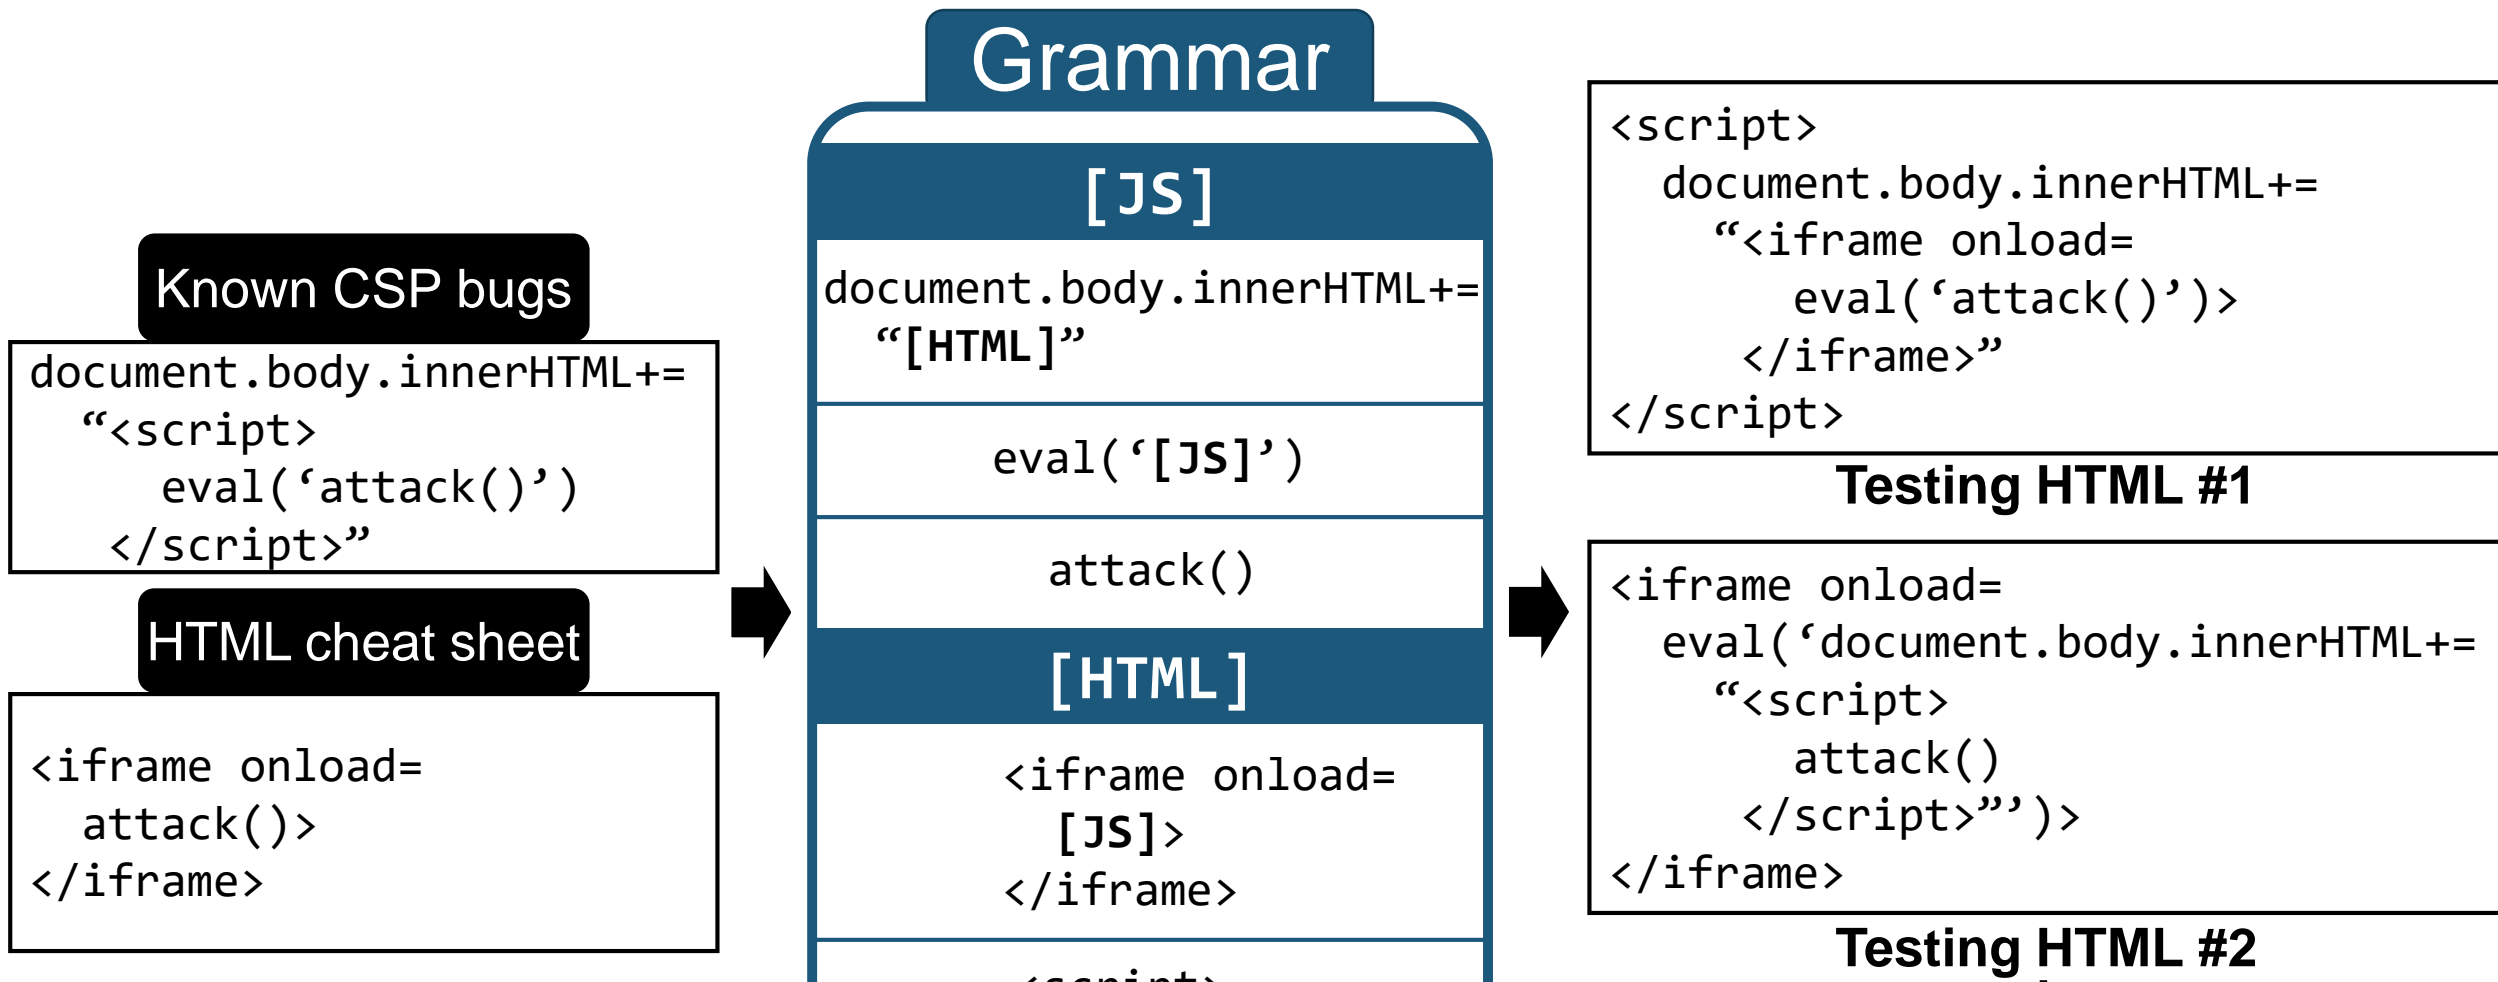 Known CSP bugs
document.body.innerHTML+=
“<script>
eval(‘attack()’)
</script>”
HTML cheat sheet
<iframe onload=
attack()>
</iframe>
Grammar
[JS]
document.body.innerHTML+=
“[HTML]”
eval(‘[JS]’)
attack()
[HTML]
<iframe onload=
[JS]>
</iframe>
<script>
<script>
document.body.innerHTML+=
“<iframe onload=
eval(‘attack()’)>
</iframe>”
</script>
Testing HTML #1
<iframe onload=
eval(‘document.body.innerHTML+=
“<script>
attack()
</script>”’)>
</iframe>
Testing HTML #2